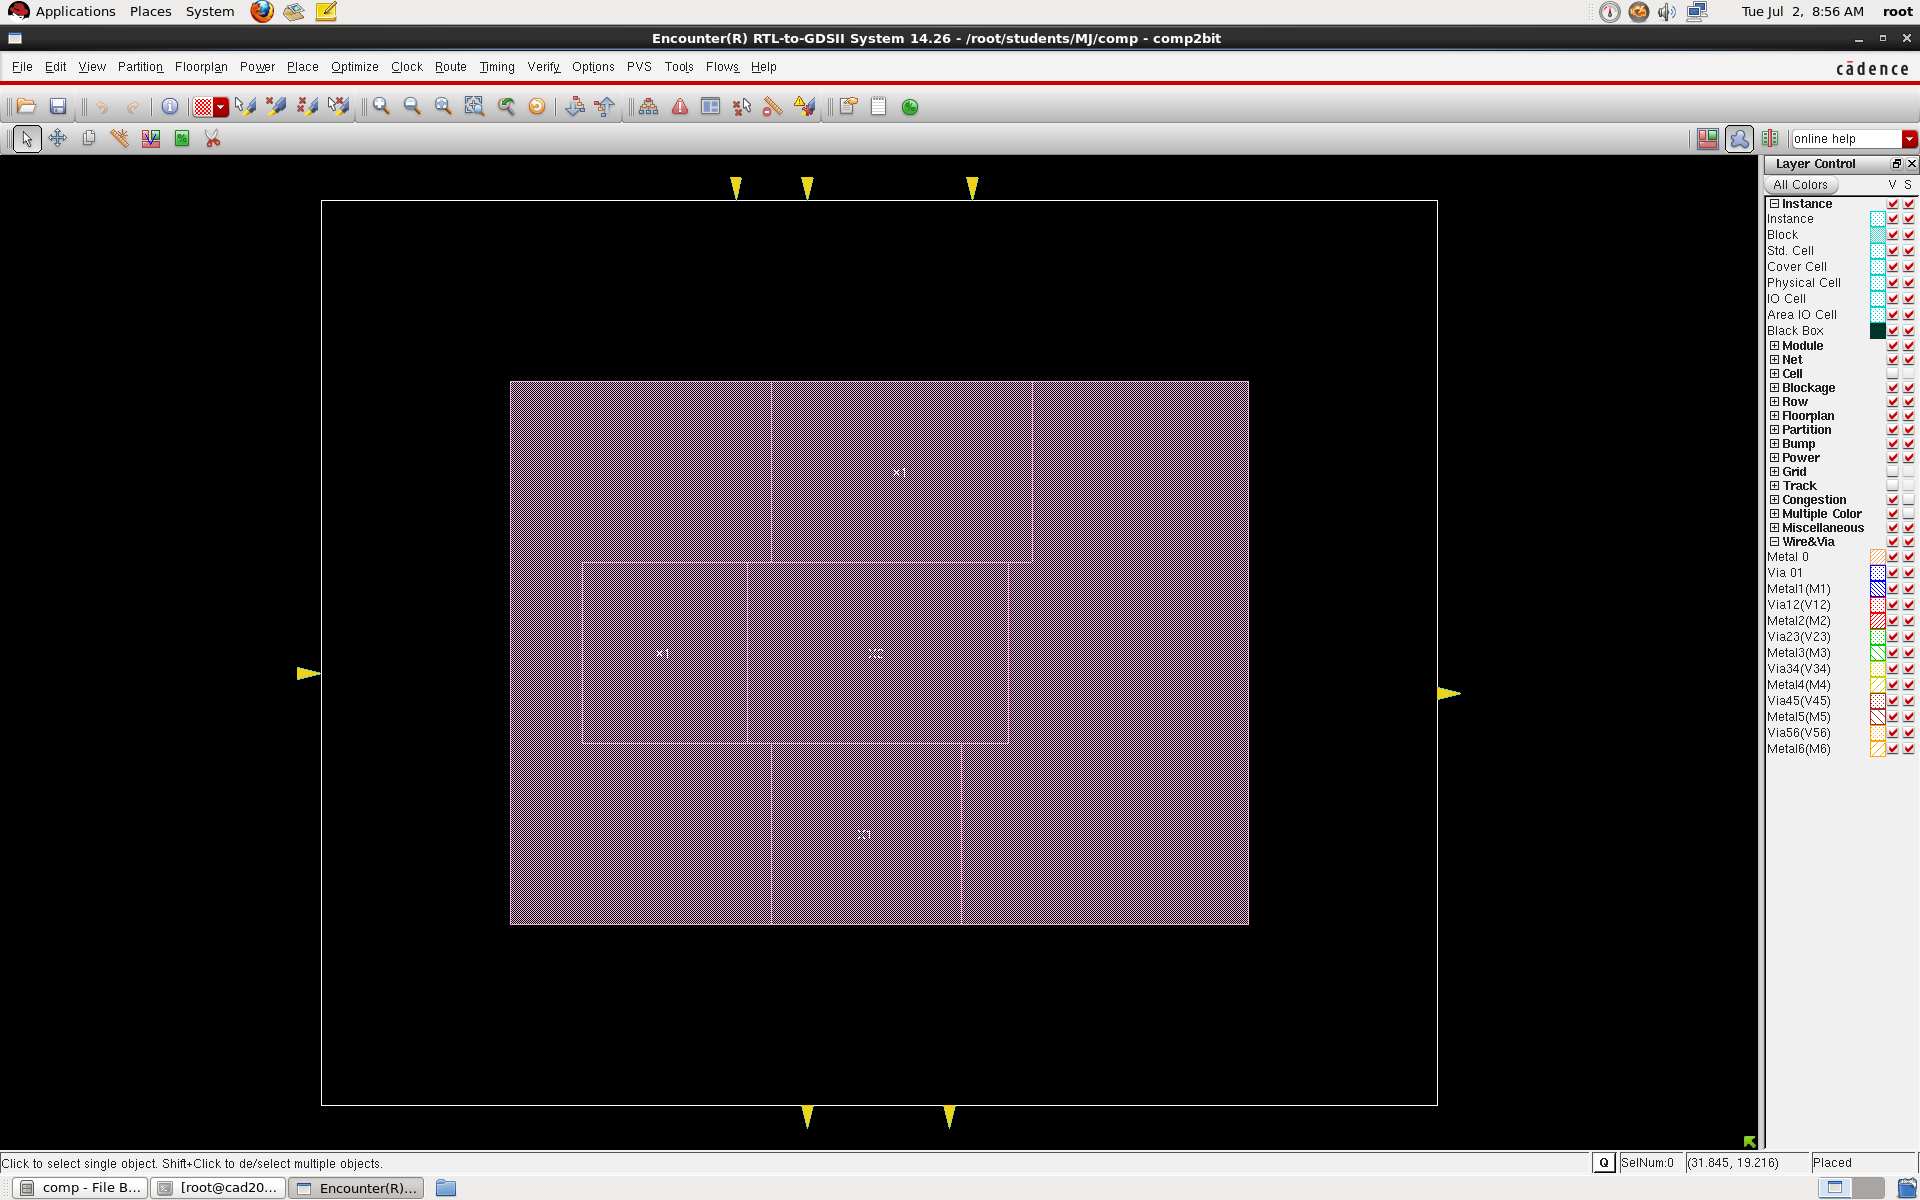 Applications Places System Tue Jul 2, 8:56 AM root
Encounter(R) RTL-to-GDSII System 14.26 - /root/students/MJ/comp - comp2bit
File Edit View Partition Floorplan Power Place Optimize Clock Route Timing Verify Options PVS Tools Flows Help cādence
online help
Layer Control
All Colors V S
Instance
Instance
Block
Std. Cell
Cover Cell
Physical Cell
IO Cell
Area IO Cell
Black Box
Module
Net
Cell
Blockage
Row
Floorplan
Partition
Bump
Power
Grid
Track
Congestion
Multiple Color
Miscellaneous
Wire&Via
Metal 0
Via 01
Metal1(M1)
Via12(V12)
Metal2(M2)
Via23(V23)
Metal3(M3)
Via34(V34)
Metal4(M4)
Via45(V45)
Metal5(M5)
Via56(V56)
Metal6(M6)
Click to select single object. Shift+Click to de/select multiple objects. Q SelNum:0 (31.845, 19.216) Placed
comp - File B... [root@cad20... Encounter(R)...